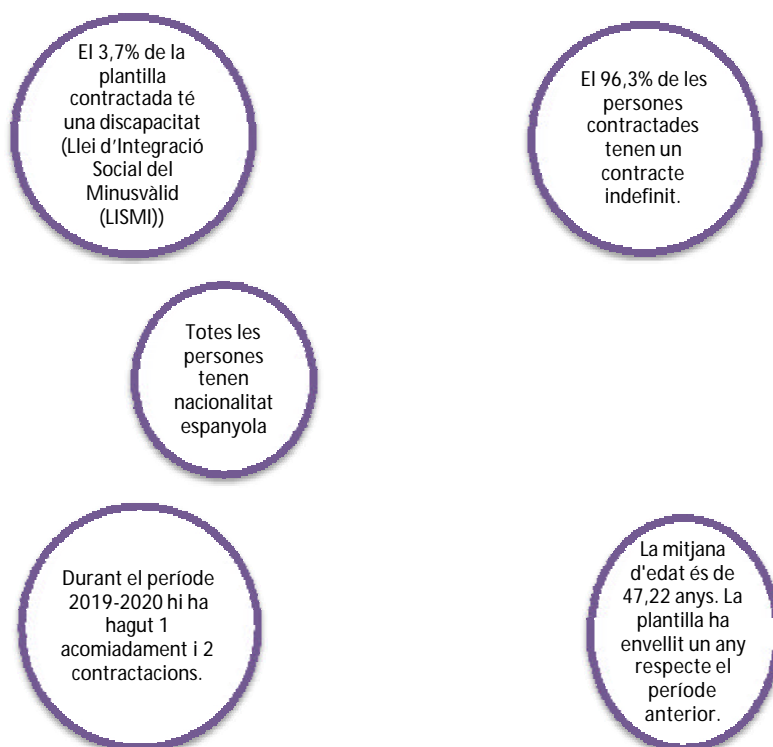 El 3,7% de la
plantilla
contractada té
una discapacitat
(Llei d'Integració
Social del
Minusvàlid
(LISMI))
El 96,3% de les
persones
contractades
tenen un
contracte
indefinit.
Totes les
persones
tenen
nacionalitat
espanyola
Durant el període
2019-2020 hi ha
hagut 1
acomiadament i 2
contractacions.
La mitjana
d'edat és de
47,22 anys. La
plantilla ha
envellit un any
respecte el
període
anterior.